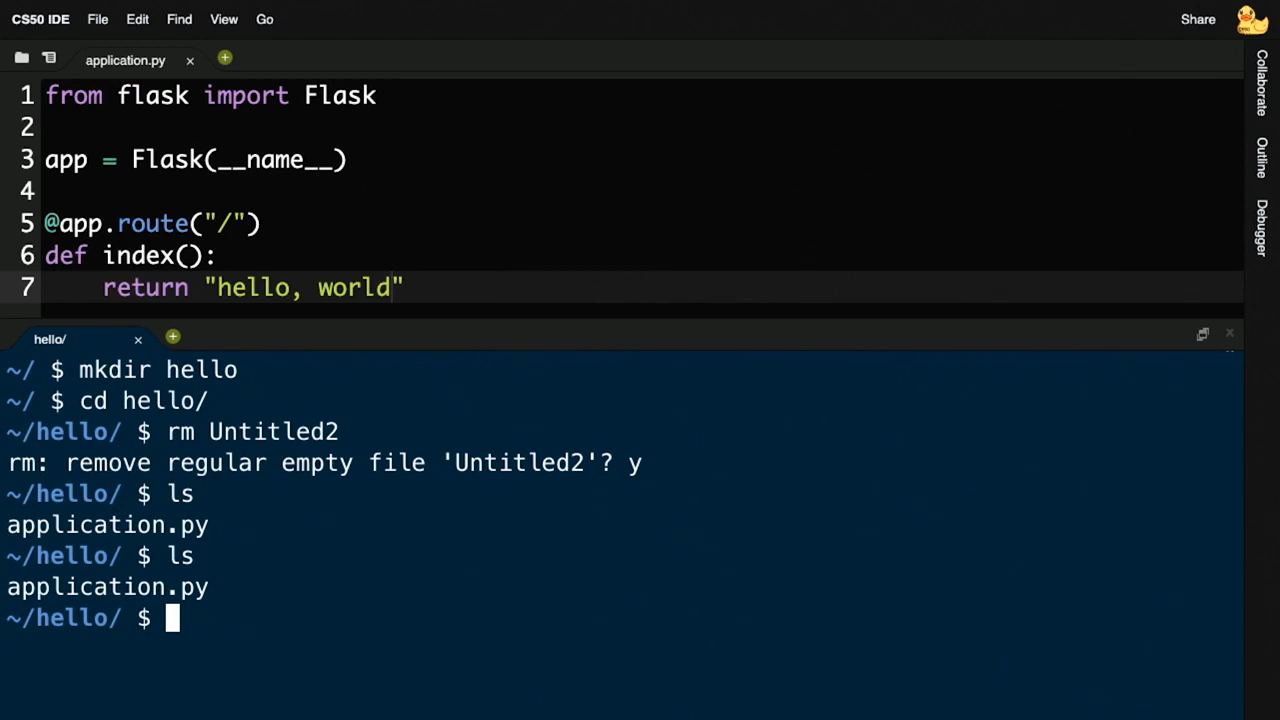 CS50 IDE File Edit Find View Go Share
application.py
1 from flask import Flask
2
3 app = Flask(__name__)
4
5 @app.route("/")
6 def index():
7     return "hello, world"
Collaborate
Outline
Debugger
hello/
~/ $ mkdir hello
~/ $ cd hello/
~/hello/ $ rm Untitled2
rm: remove regular empty file 'Untitled2'? y
~/hello/ $ ls
application.py
~/hello/ $ ls
application.py
~/hello/ $